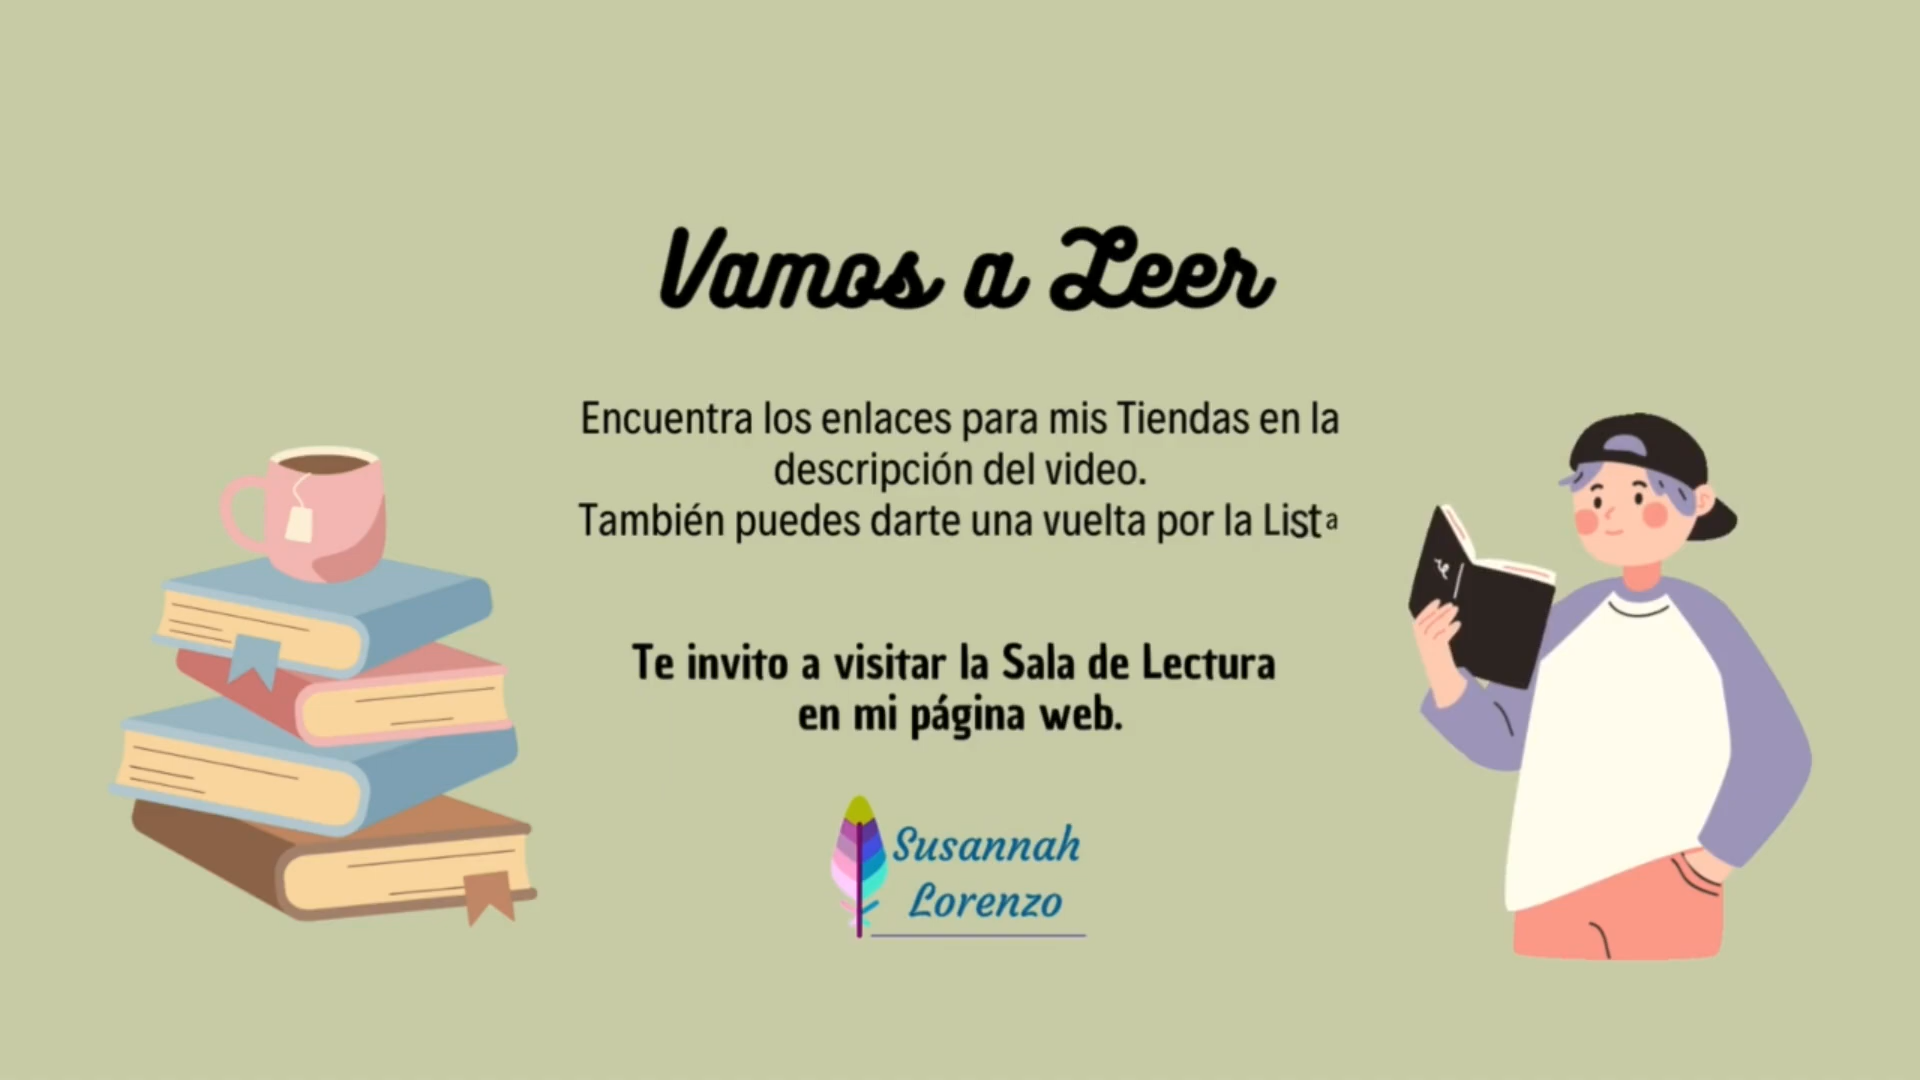 Vamos a Leer
Encuentra los enlaces para mis Tiendas en la
descripción del video.
También puedes darte una vuelta por la Lista
Te invito a visitar la Sala de Lectura
en mi página web.
Susannah
Lorenzo